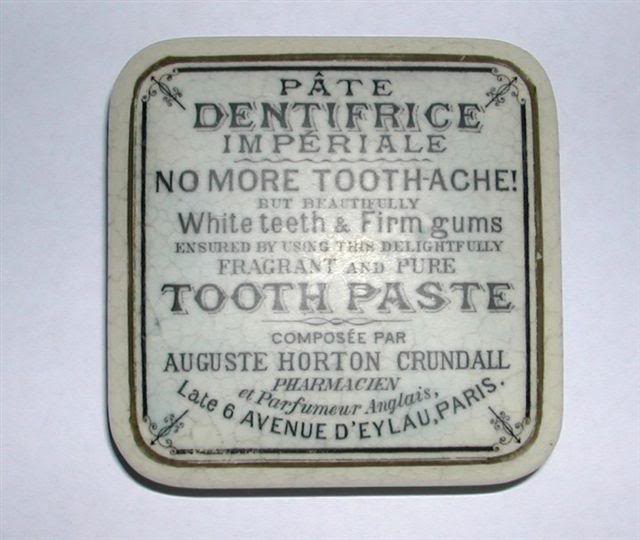 PÂTE
DENTIFRICE
IMPÉRIALE
NO MORE TOOTH-ACHE!
BUT BEAUTIFULLY
White teeth & Firm gums
ENSURED BY USING THIS DELIGHTFULLY
FRAGRANT AND PURE
TOOTH PASTE
COMPOSÉE PAR
AUGUSTE HORTON CRUNDALL
PHARMACIEN
et Parfumeur Anglais,
Late 6 AVENUE D'EYLAU, PARIS.